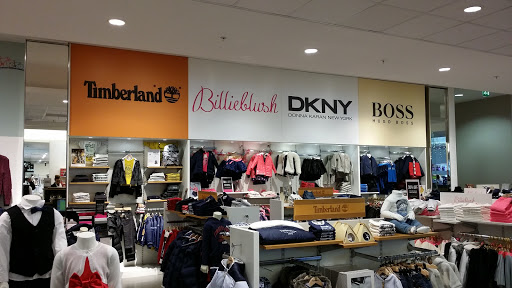 Timberland
Billieblush
DKNY
DONNA KARAN NEW YORK
BOSS
HUGO BOSS
Timberland